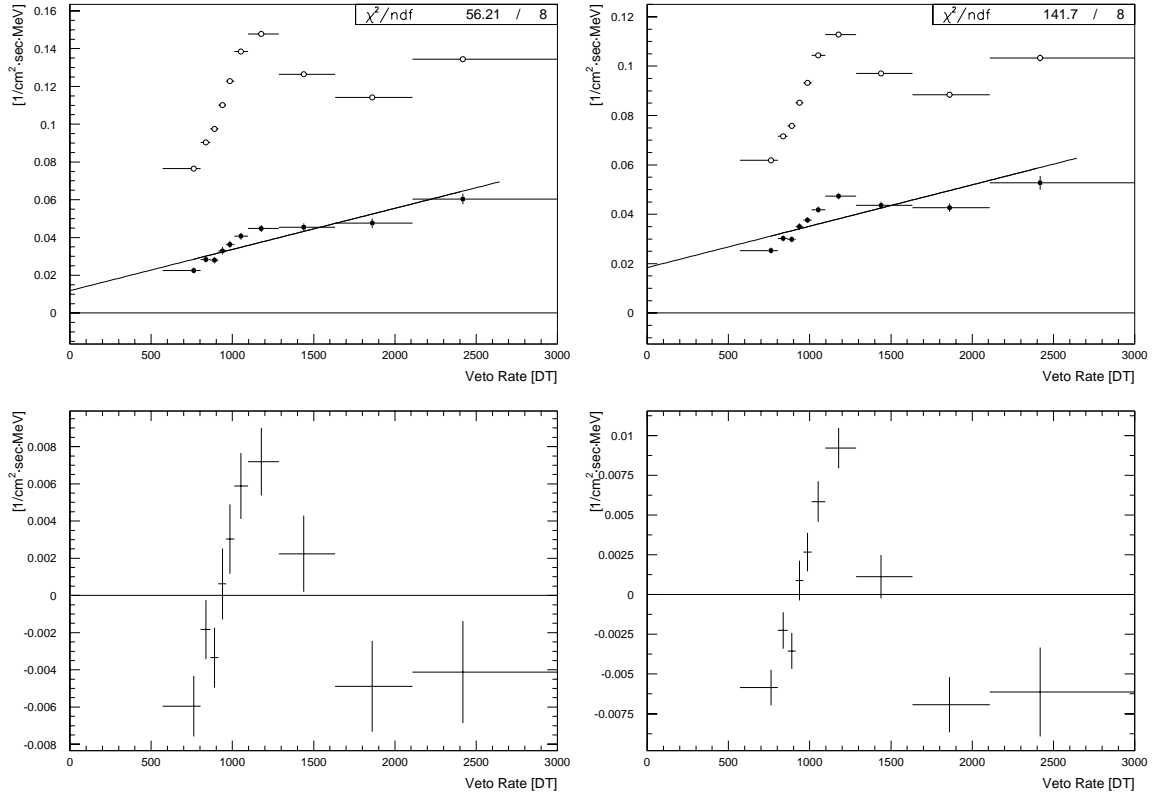 χ²/ndf 56.21 / 8
[1/cm²·sec·MeV]
0.16
0.14
0.12
0.1
0.08
0.06
0.04
0.02
0
0 500 1000 1500 2000 2500 3000
Veto Rate [DT]
χ²/ndf 141.7 / 8
[1/cm²·sec·MeV]
0.12
0.1
0.08
0.06
0.04
0.02
0
0 500 1000 1500 2000 2500 3000
Veto Rate [DT]
[1/cm²·sec·MeV]
0.008
0.006
0.004
0.002
0
-0.002
-0.004
-0.006
-0.008
0 500 1000 1500 2000 2500 3000
Veto Rate [DT]
[1/cm²·sec·MeV]
0.01
0.0075
0.005
0.0025
0
-0.0025
-0.005
-0.0075
0 500 1000 1500 2000 2500 3000
Veto Rate [DT]